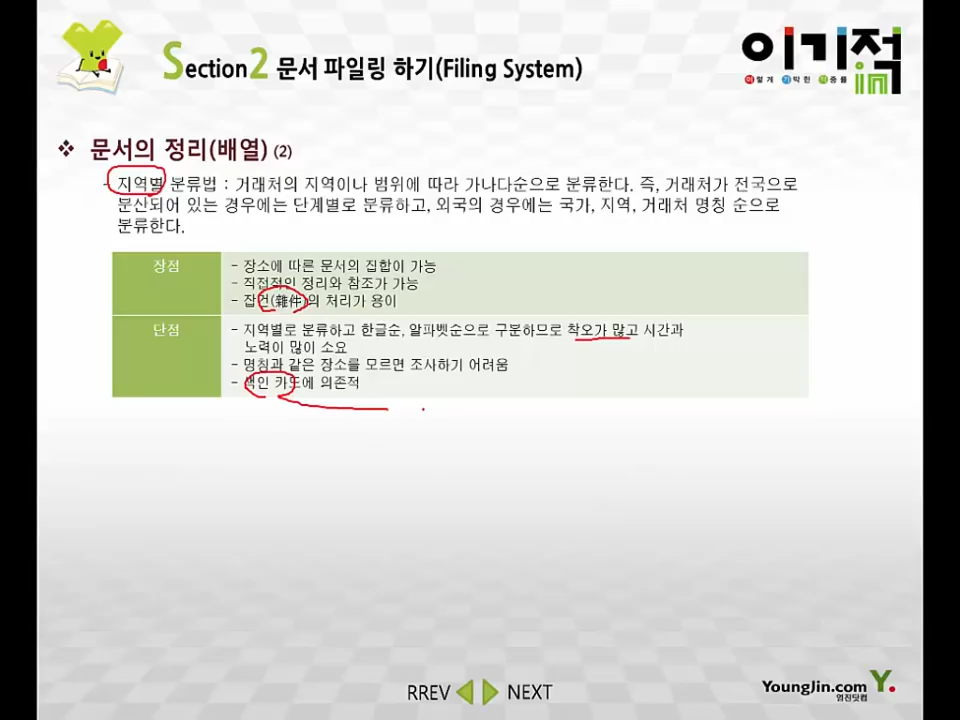 Section2 문서 파일링 하기(Filing System)
이기적in
이렇게 기막힌 적중률
❖ 문서의 정리(배열) (2)
- 지역별 분류법 : 거래처의 지역이나 범위에 따라 가나다순으로 분류한다. 즉, 거래처가 전국으로
분산되어 있는 경우에는 단계별로 분류하고, 외국의 경우에는 국가, 지역, 거래처 명칭 순으로
분류한다.
장점
- 장소에 따른 문서의 집합이 가능
- 직접적인 정리와 참조가 가능
- 잡건(雜件)의 처리가 용이
단점
- 지역별로 분류하고 한글순, 알파벳순으로 구분하므로 착오가 많고 시간과
노력이 많이 소요
- 명칭과 같은 장소를 모르면 조사하기 어려움
- 색인 카드에 의존적
RREV NEXT
YoungJin.com Y.
영진닷컴